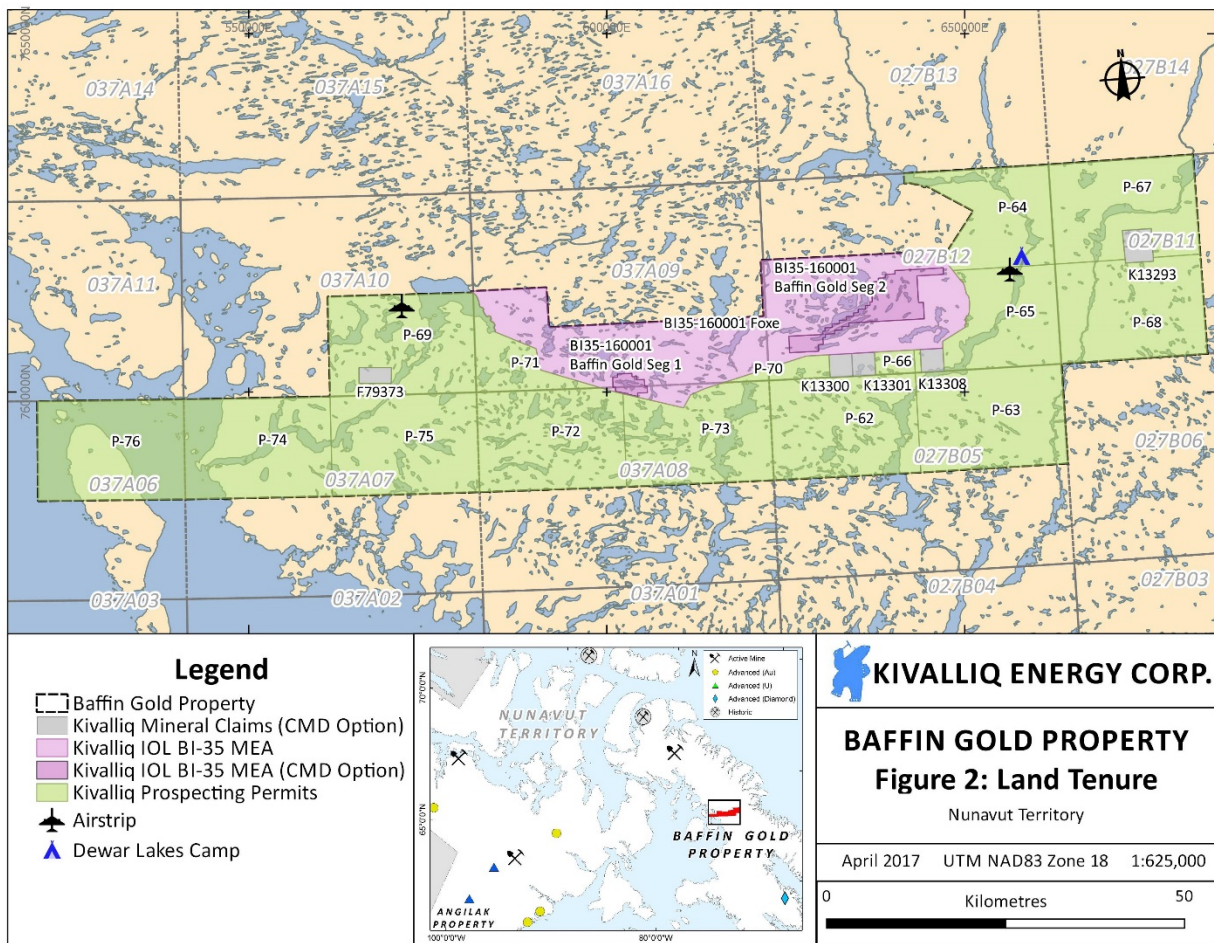 550000E
600000E
650000E
7650000N
037A14
037A15
037A16
027B13
027B14
P-67
P-64
037A11
037A10
037A09
027B12
027B11
BI35-160001
Baffin Gold Seg 2
K13293
P-69
BI35-160001 Foxe
P-65
P-68
BI35-160001
Baffin Gold Seg 1
P-71
P-70
P-66
F79373
K13300
K13301
K13308
P-76
P-74
P-75
P-72
P-73
P-62
P-63
037A06
037A07
037A08
027B05
027B06
037A03
037A02
037A01
027B04
027B03
Legend
Baffin Gold Property
Kivalliq Mineral Claims (CMD Option)
Kivalliq IOL BI-35 MEA
Kivalliq IOL BI-35 MEA (CMD Option)
Kivalliq Prospecting Permits
Airstrip
Dewar Lakes Camp
N
N
Active Mine
Advanced (Au)
Advanced (U)
Advanced (Diamond)
Historic
NUNAVUT
TERRITORY
70°0'0"N
65°0'0"N
BAFFIN GOLD
PROPERTY
ANGILAK
PROPERTY
100°0'0"W
80°0'0"W
KIVALLIQ ENERGY CORP.
BAFFIN GOLD PROPERTY
Figure 2: Land Tenure
Nunavut Territory
April 2017 UTM NAD83 Zone 18 1:625,000
0 Kilometres 50